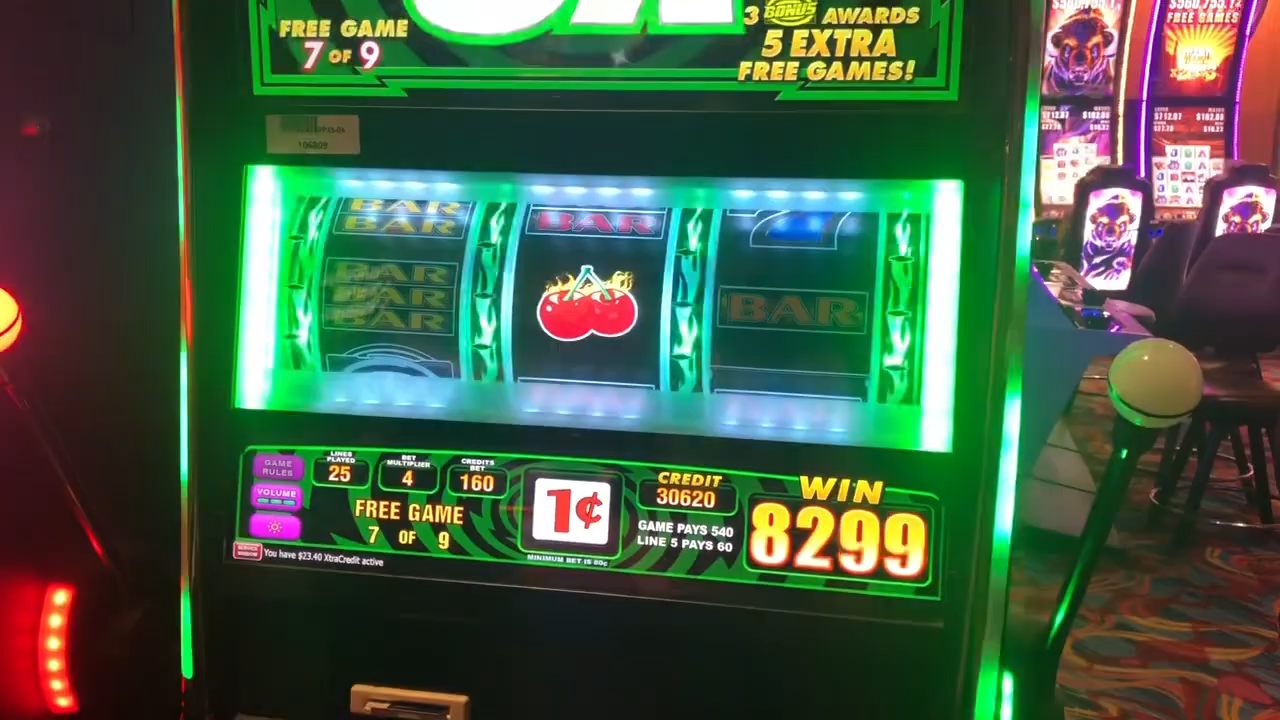 FREE GAME
7 OF 9
3 BONUS AWARDS
5 EXTRA
FREE GAMES!
106809
BAR
BAR
BAR
BAR
BAR
BAR
BAR
GAME
RULES
VOLUME
LINES
PLAYED
25
BET
MULTIPLIER
4
CREDITS
BET
160
FREE GAME
7 OF 9
1¢
MINIMUM BET IS 80¢
CREDIT
30620
GAME PAYS 540
LINE 5 PAYS 60
WIN
8299
SERVICE
WINDOW
You have $23.40 XtraCredit active
FREE GAMES